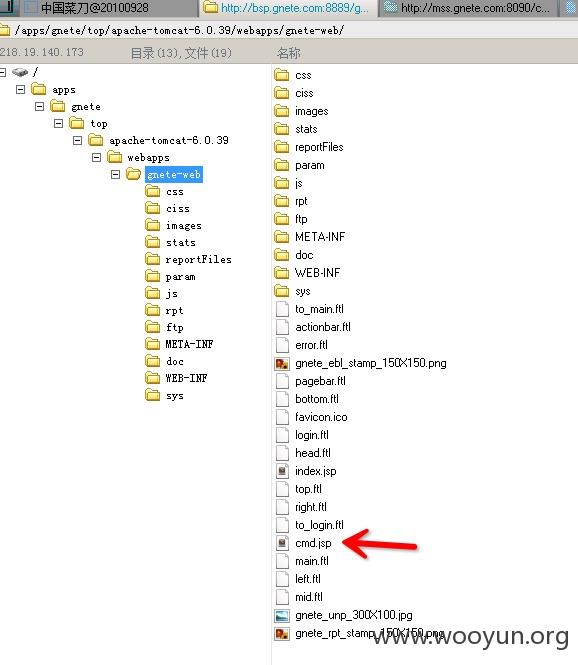 中国菜刀@20100928
http://bsp.gnete.com:8889/g...
http://mss.gnete.com:8090/c...
/apps/gnete/top/apache-tomcat-6.0.39/webapps/gnete-web/
218.19.140.173
目录(13),文件(19)
名称
/
apps
gnete
top
apache-tomcat-6.0.39
webapps
gnete-web
css
ciss
images
stats
reportFiles
param
js
rpt
ftp
META-INF
doc
WEB-INF
sys
css
ciss
images
stats
reportFiles
param
js
rpt
ftp
META-INF
doc
WEB-INF
sys
to_main.ftl
actionbar.ftl
error.ftl
gnete_ebl_stamp_150X150.png
pagebar.ftl
bottom.ftl
favicon.ico
login.ftl
head.ftl
index.jsp
top.ftl
right.ftl
to_login.ftl
cmd.jsp
main.ftl
left.ftl
mid.ftl
gnete_unp_300X100.jpg
gnete_rpt_stamp_150X150.png
www.wooyun.org